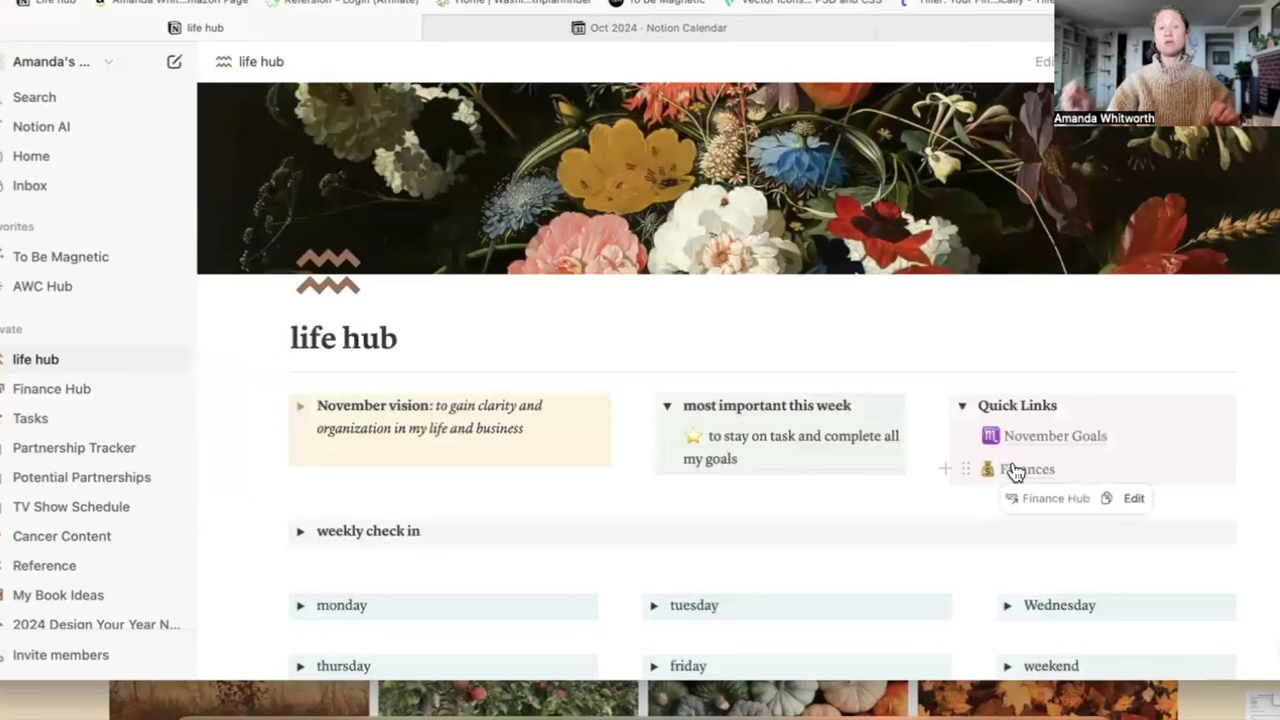 life hub
Oct 2024 · Notion Calendar
Amanda's ...
life hub
Amanda Whitworth
Search
Notion AI
Home
Inbox
vorites
To Be Magnetic
AWC Hub
vate
life hub
Finance Hub
Tasks
Partnership Tracker
Potential Partnerships
TV Show Schedule
Cancer Content
Reference
My Book Ideas
2024 Design Your Year N...
Invite members
life hub
November vision: to gain clarity and
organization in my life and business
most important this week
to stay on task and complete all
my goals
Quick Links
November Goals
Finances
Finance Hub Edit
weekly check in
monday
tuesday
Wednesday
thursday
friday
weekend